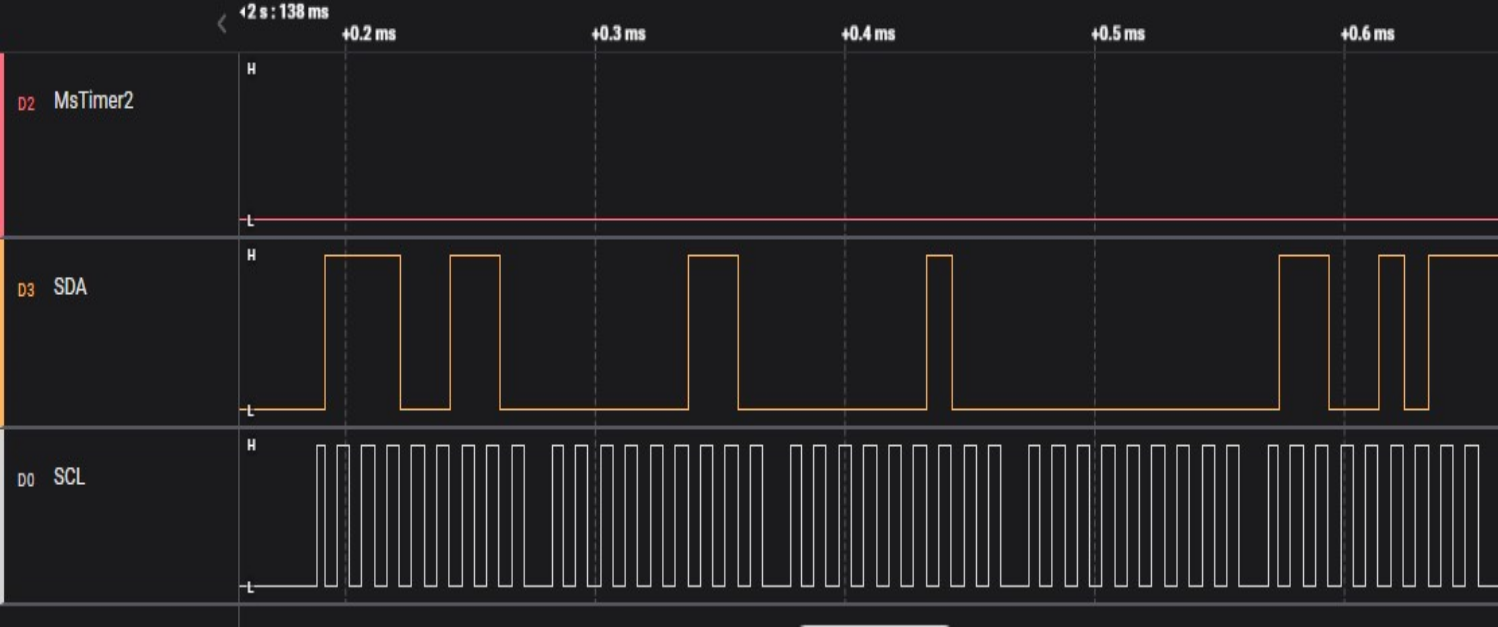 2 s : 138 ms
+0.2 ms
+0.3 ms
+0.4 ms
+0.5 ms
+0.6 ms
H
D2 MsTimer2
L
H
D3 SDA
L
H
D0 SCL
L